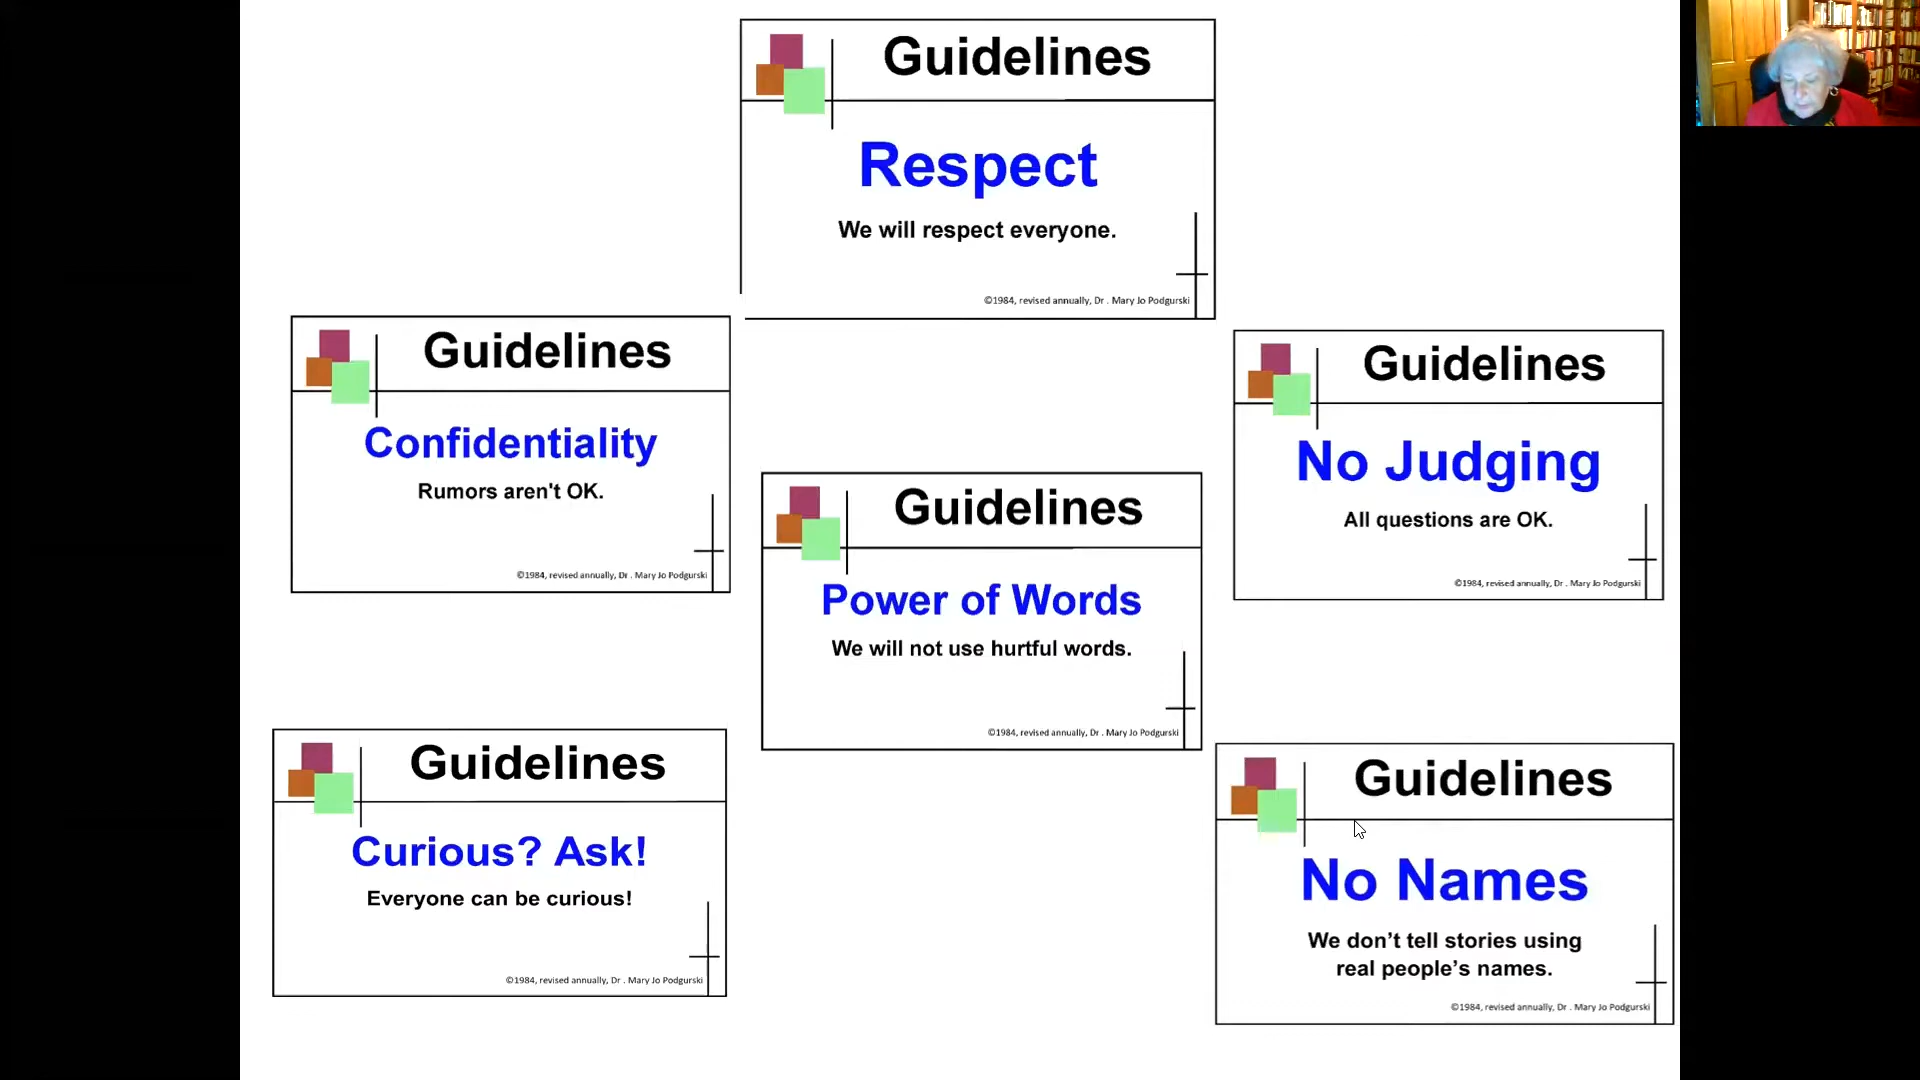 Guidelines
Respect
We will respect everyone.
©1984, revised annually, Dr . Mary Jo Podgurski
Guidelines
Confidentiality
Rumors aren't OK.
©1984, revised annually, Dr . Mary Jo Podgurski
Guidelines
No Judging
All questions are OK.
©1984, revised annually, Dr . Mary Jo Podgurski
Guidelines
Power of Words
We will not use hurtful words.
©1984, revised annually, Dr . Mary Jo Podgurski
Guidelines
Curious? Ask!
Everyone can be curious!
©1984, revised annually, Dr . Mary Jo Podgurski
Guidelines
No Names
We don’t tell stories using
real people’s names.
©1984, revised annually, Dr . Mary Jo Podgurski